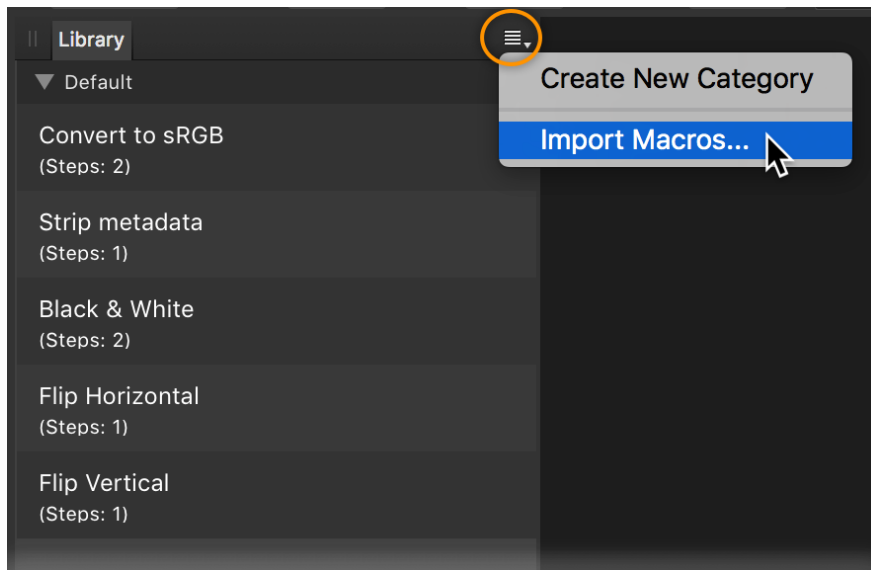 Library
Default
Create New Category
Import Macros...
Convert to sRGB
(Steps: 2)
Strip metadata
(Steps: 1)
Black & White
(Steps: 2)
Flip Horizontal
(Steps: 1)
Flip Vertical
(Steps: 1)